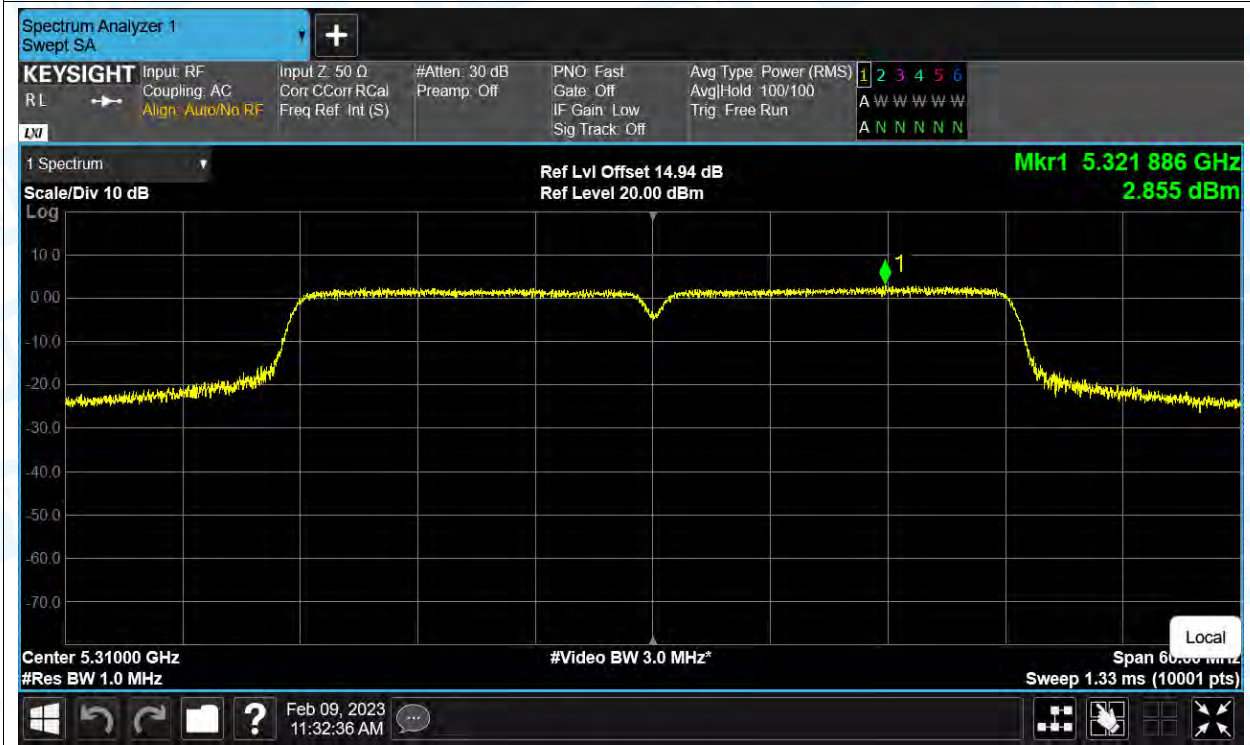 Spectrum Analyzer 1
Swept SA
KEYSIGHT
R L
LXI
Input: RF
Coupling: AC
Align: Auto/No RF
Input Z: 50 Ω
Corr CCorr RCal
Freq Ref: Int (S)
#Atten: 30 dB
Preamp: Off
PNO: Fast
Gate: Off
IF Gain: Low
Sig Track: Off
Avg Type: Power (RMS)
Avg|Hold: 100/100
Trig: Free Run
1 2 3 4 5 6
A W W W W W
A N N N N N
1 Spectrum
Scale/Div 10 dB
Log
Ref Lvl Offset 14.94 dB
Ref Level 20.00 dBm
Mkr1 5.321 886 GHz
2.855 dBm
10.0
0.00
-10.0
-20.0
-30.0
-40.0
-50.0
-60.0
-70.0
1
Local
Center 5.31000 GHz
#Res BW 1.0 MHz
#Video BW 3.0 MHz*
Span 60.00 MHz
Sweep 1.33 ms (10001 pts)
?
Feb 09, 2023
11:32:36 AM